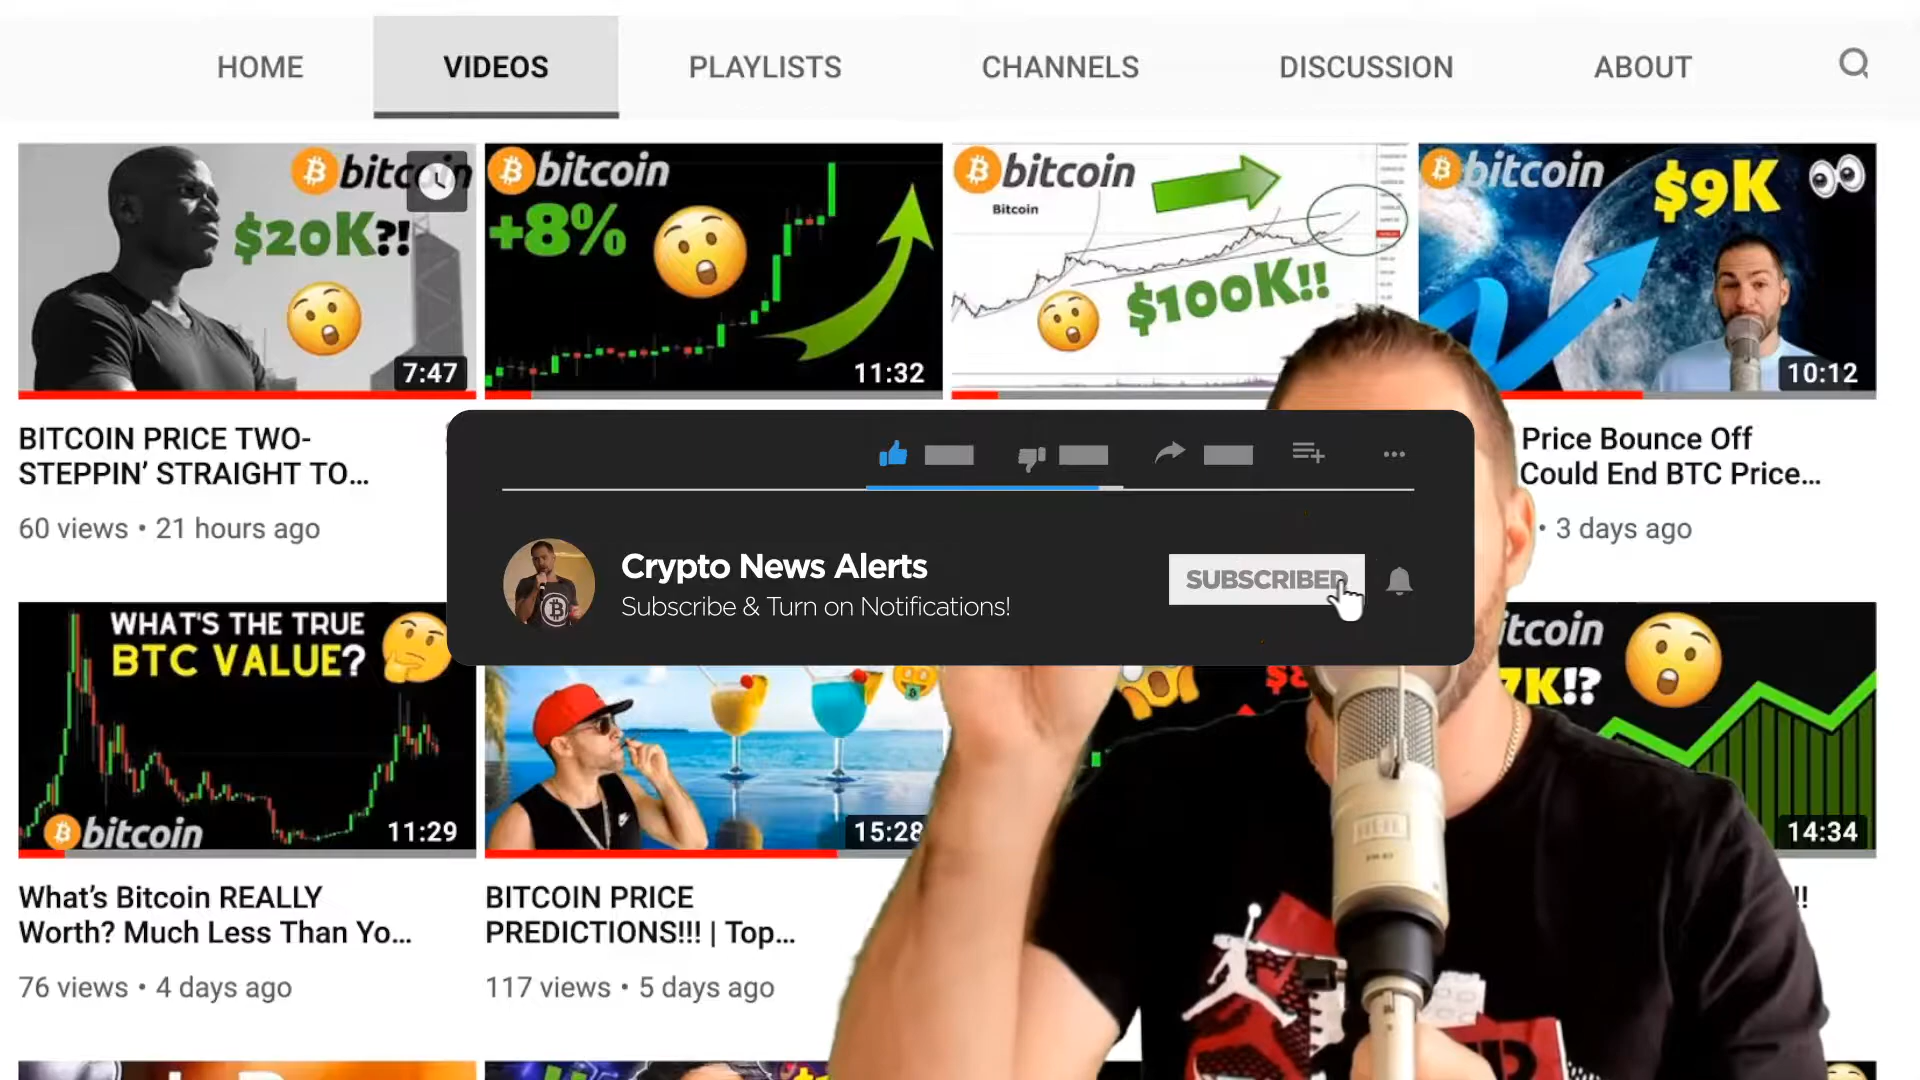 HOME
VIDEOS
PLAYLISTS
CHANNELS
DISCUSSION
ABOUT
bitcoin
$20K?!
7:47
bitcoin
+8%
11:32
bitcoin
Bitcoin
$100K!!
bitcoin
$9K
10:12
BITCOIN PRICE TWO-
STEPPIN’ STRAIGHT TO...
60 views • 21 hours ago
Price Bounce Off
Could End BTC Price...
• 3 days ago
Crypto News Alerts
Subscribe & Turn on Notifications!
SUBSCRIBED
WHAT'S THE TRUE
BTC VALUE?
bitcoin
11:29
15:28
itcoin
7K!?
14:34
What’s Bitcoin REALLY
Worth? Much Less Than Yo...
76 views • 4 days ago
BITCOIN PRICE
PREDICTIONS!!! | Top...
117 views • 5 days ago
!!